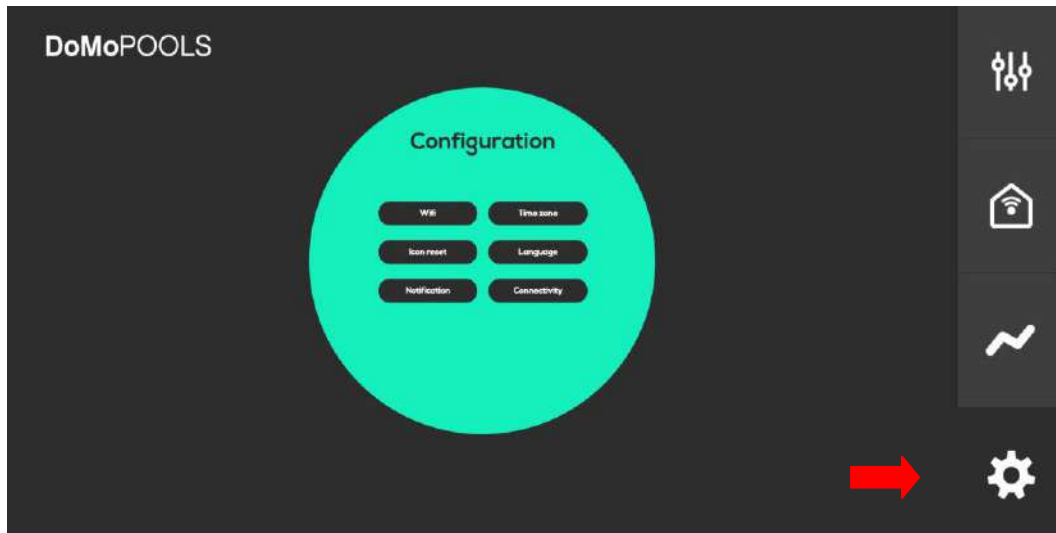 DoMoPOOLS
Configuration
Wifi Time zone
Icon reset Language
Notification Connectivity